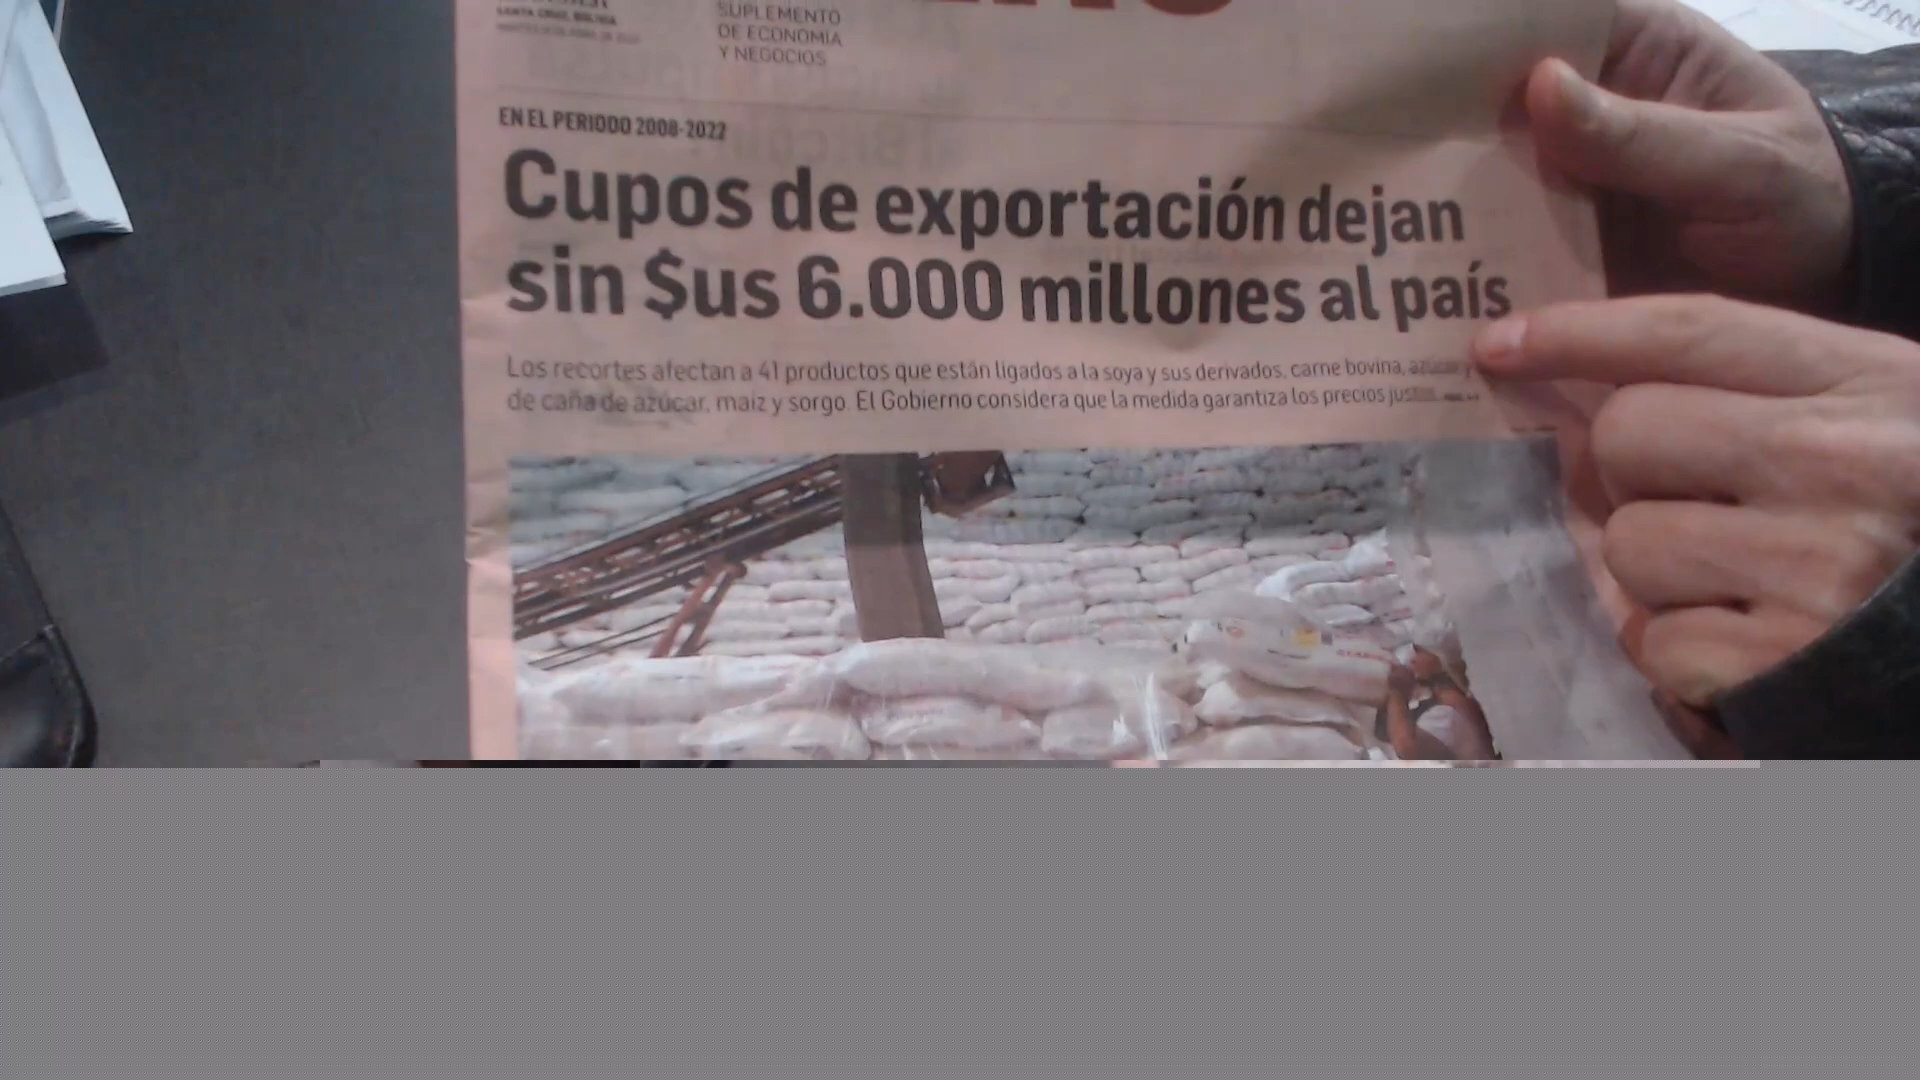 SANTA CRUZ, BOLIVIA
SUPLEMENTO
DE ECONOMÍA
Y NEGOCIOS
EN EL PERIODO 2008-2022
Cupos de exportación dejan
sin $us 6.000 millones al país
Los recortes afectan a 41 productos que están ligados a la soya y sus derivados, carne bovina, azúcar y
de caña de azúcar, maiz y sorgo. El Gobierno considera que la medida garantiza los precios